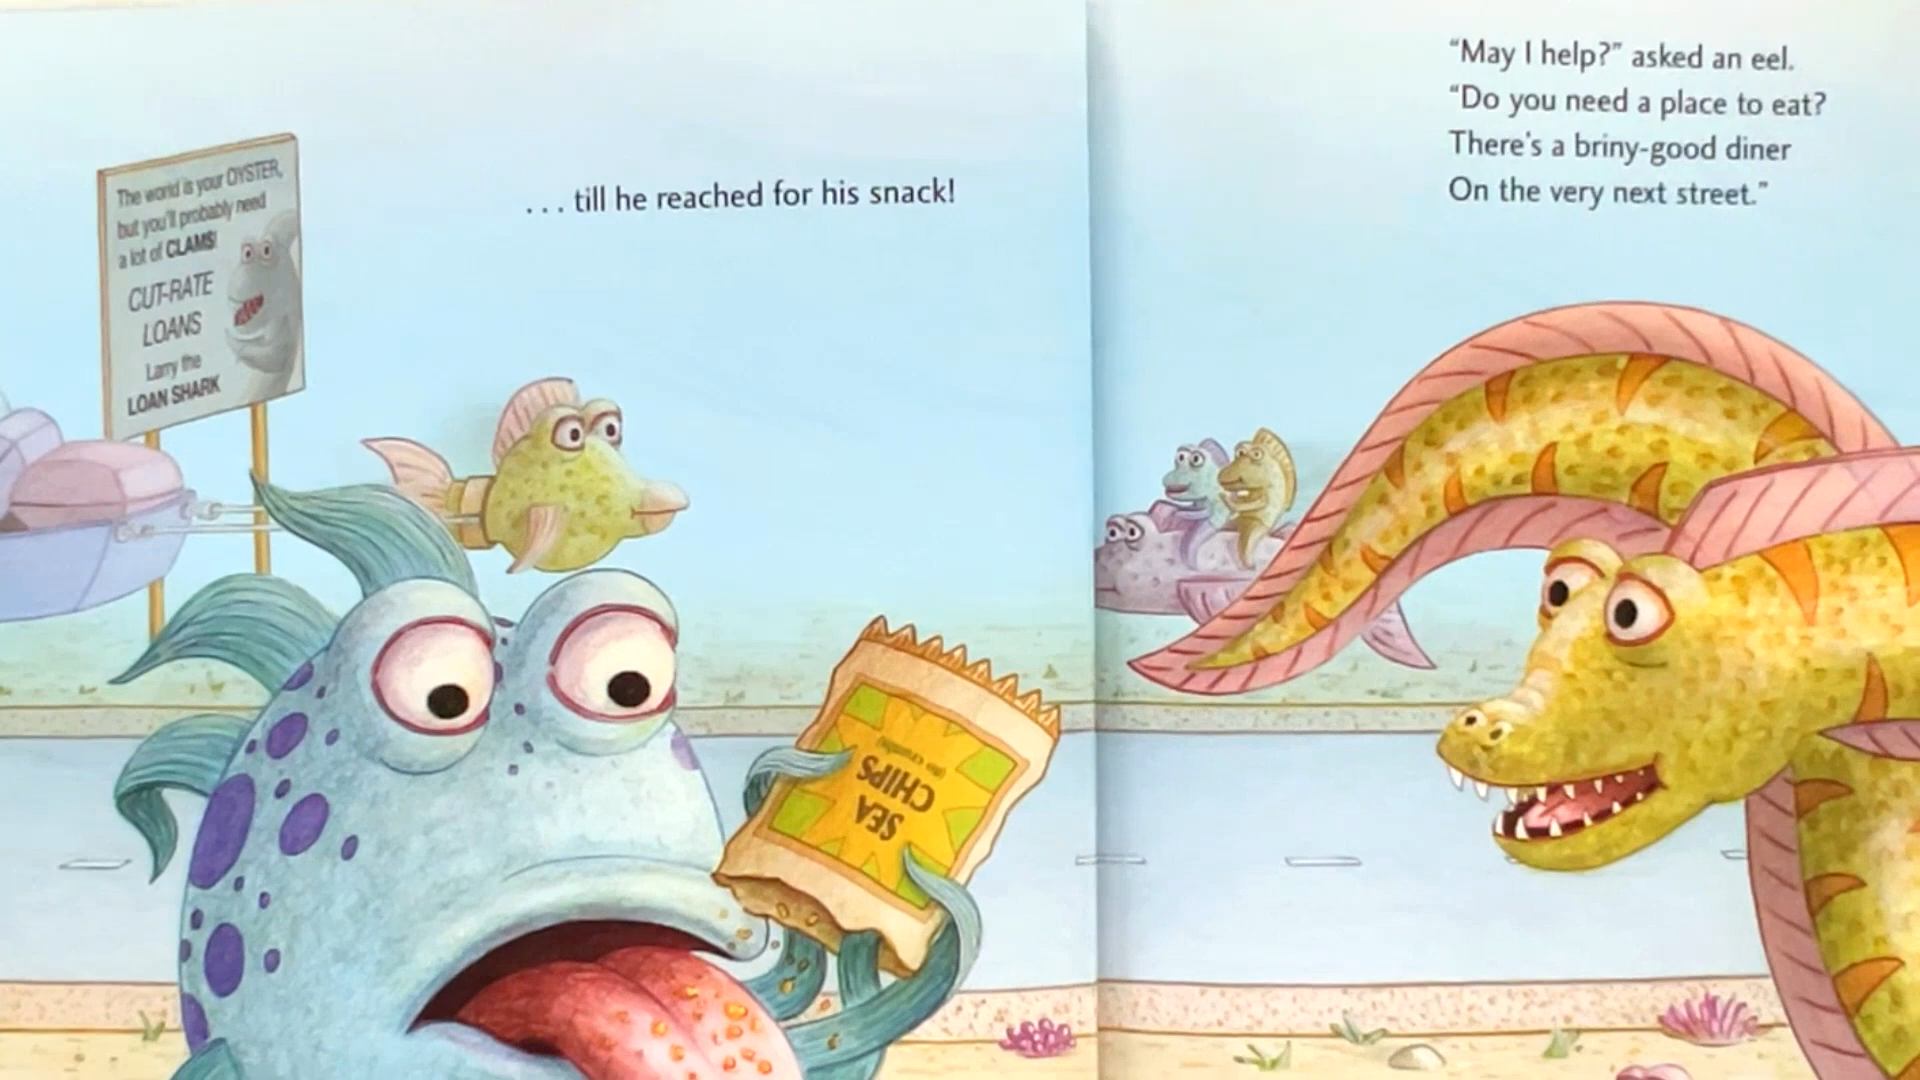 The world is your OYSTER,
but you'll probably need
a lot of CLAMS!
CUT-RATE
LOANS
Larry the
LOAN SHARK
. . . till he reached for his snack!
SEA
CHIPS
“May I help?” asked an eel.
“Do you need a place to eat?
There's a briny-good diner
On the very next street.”